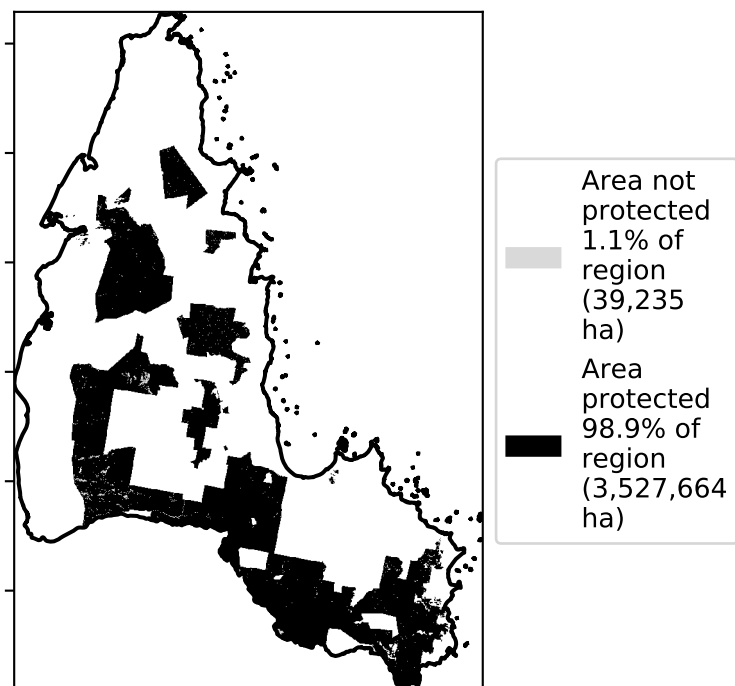 Area not
protected
1.1% of
region
(39,235
ha)
Area
protected
98.9% of
region
(3,527,664
ha)